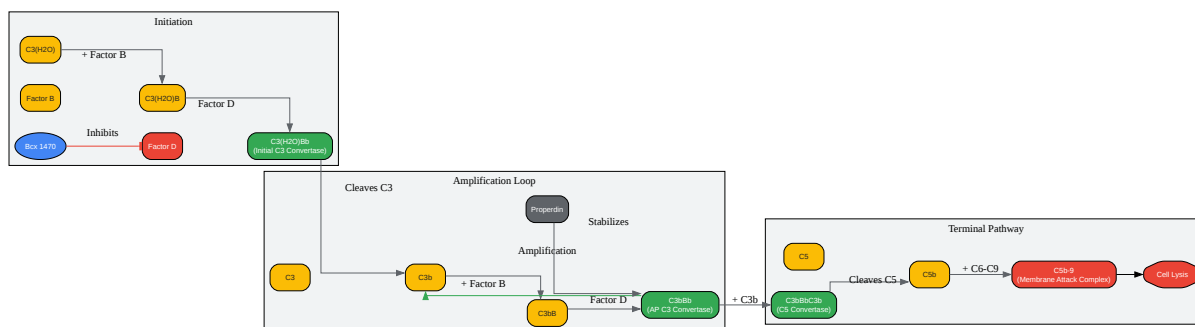 Initiation
C3(H2O)
+ Factor B
Factor B
C3(H2O)B
Factor D
Bcx 1470
Inhibits
Factor D
C3(H2O)Bb
(Initial C3 Convertase)
Amplification Loop
Cleaves C3
Properdin
Stabilizes
Amplification
C3
C3b
+ Factor B
C3bB
Factor D
C3bBb
(AP C3 Convertase)
+ C3b
Terminal Pathway
C5
C3bBbC3b
(C5 Convertase)
Cleaves C5
C5b
+ C6-C9
C5b-9
(Membrane Attack Complex)
Cell Lysis